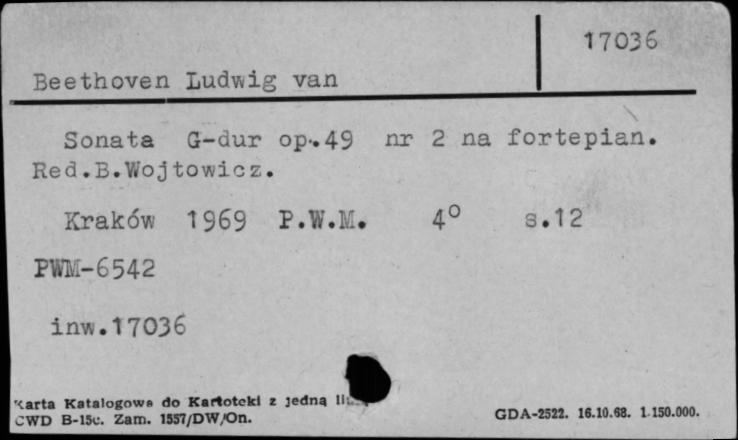 17036
Beethoven Ludwig van
Sonata G-dur op.49 nr 2 na fortepian.
Red.B.Wojtowicz.
Kraków 1969 P.W.M. 4° s.12
PWM-6542
inw.17036
Karta Katalogowa do Kartoteki z jedną
CWD B-15c. Zam. 1557/DW/On.
GDA-2522. 16.10.68. 1.150.000.